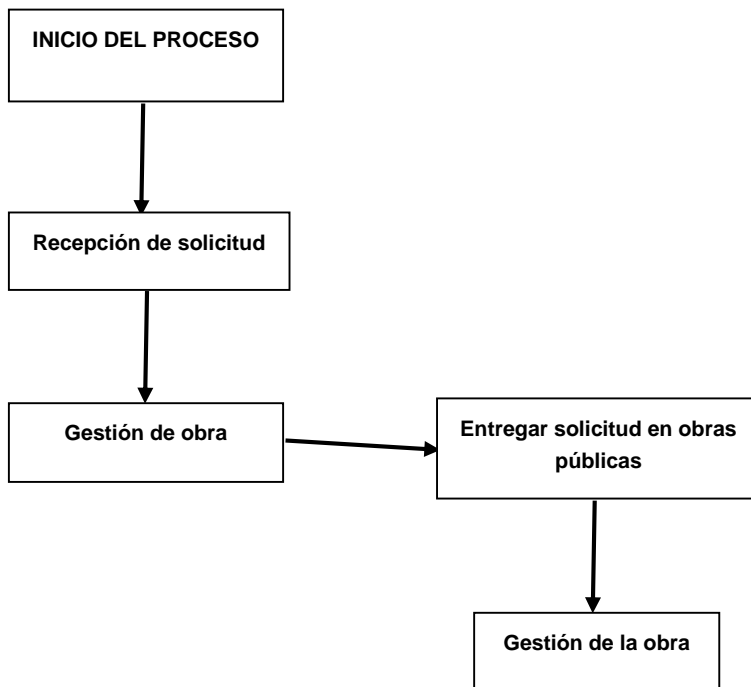 INICIO DEL PROCESO
Recepción de solicitud
Gestión de obra
Entregar solicitud en obras
públicas
Gestión de la obra